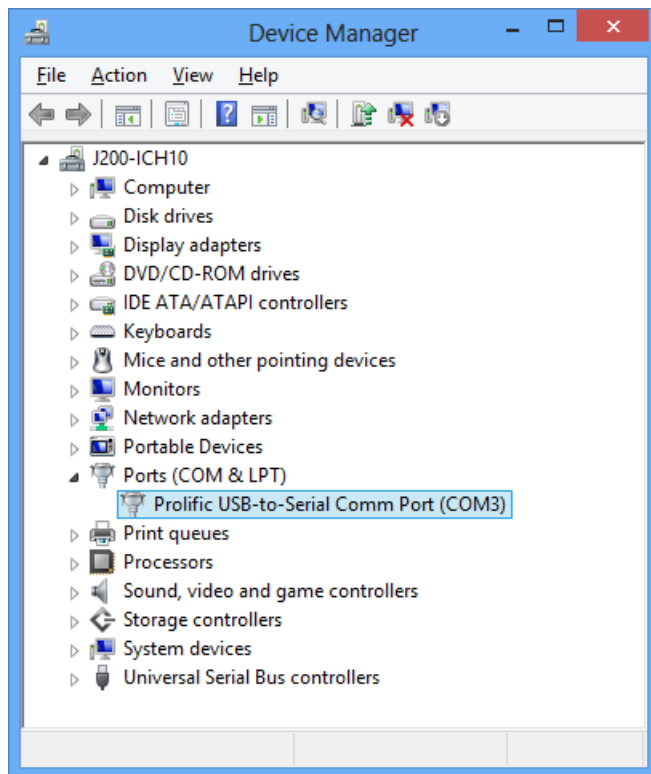 Device Manager
File Action View Help
J200-ICH10
Computer
Disk drives
Display adapters
DVD/CD-ROM drives
IDE ATA/ATAPI controllers
Keyboards
Mice and other pointing devices
Monitors
Network adapters
Portable Devices
Ports (COM & LPT)
Prolific USB-to-Serial Comm Port (COM3)
Print queues
Processors
Sound, video and game controllers
Storage controllers
System devices
Universal Serial Bus controllers